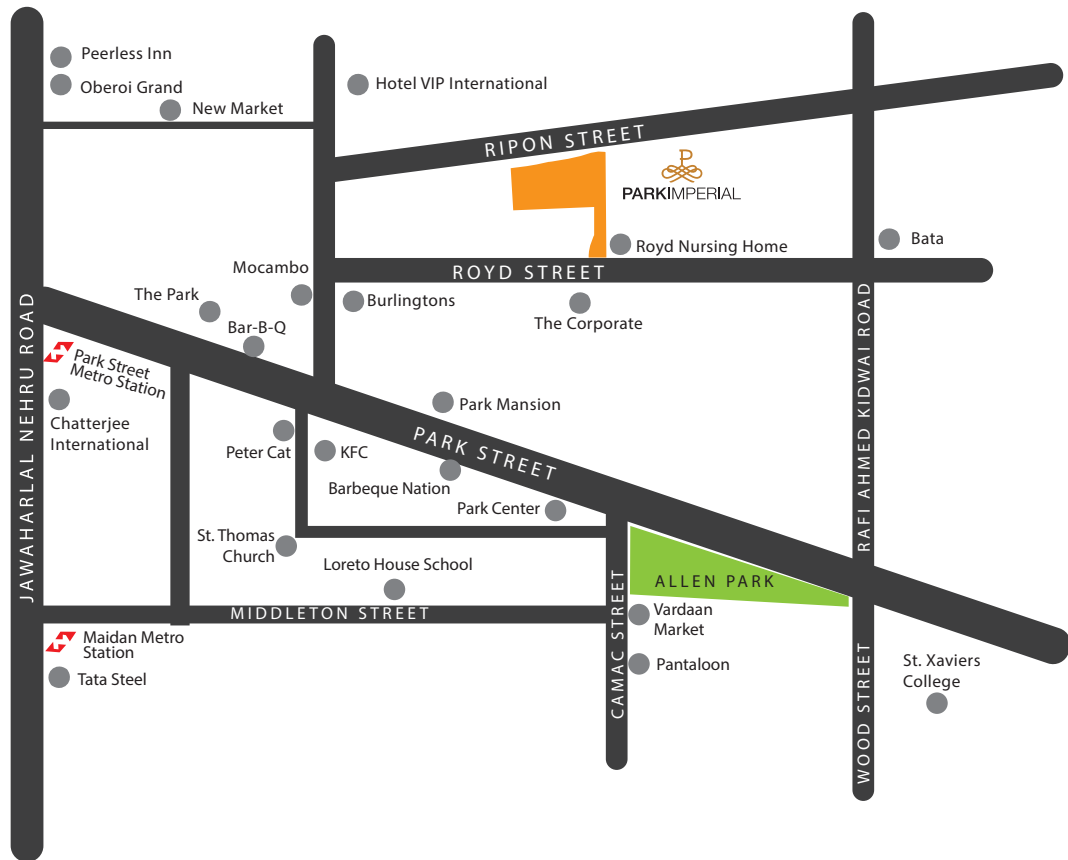 Peerless Inn
Oberoi Grand
New Market
Hotel VIP International
RIPON STREET
P
PARKIMPERIAL
Royd Nursing Home
Bata
ROYD STREET
Mocambo
The Park
Burlingtons
The Corporate
Bar-B-Q
JAWAHARLAL NEHRU ROAD
Park Street
Metro Station
RAFI AHMED KIDWAI ROAD
Chatterjee
International
Park Mansion
PARK STREET
Peter Cat
KFC
Barbeque Nation
Park Center
St. Thomas
Church
Loreto House School
ALLEN PARK
MIDDLETON STREET
CAMAC STREET
Vardaan
Market
Maidan Metro
Station
Tata Steel
Pantaloon
WOOD STREET
St. Xaviers
College